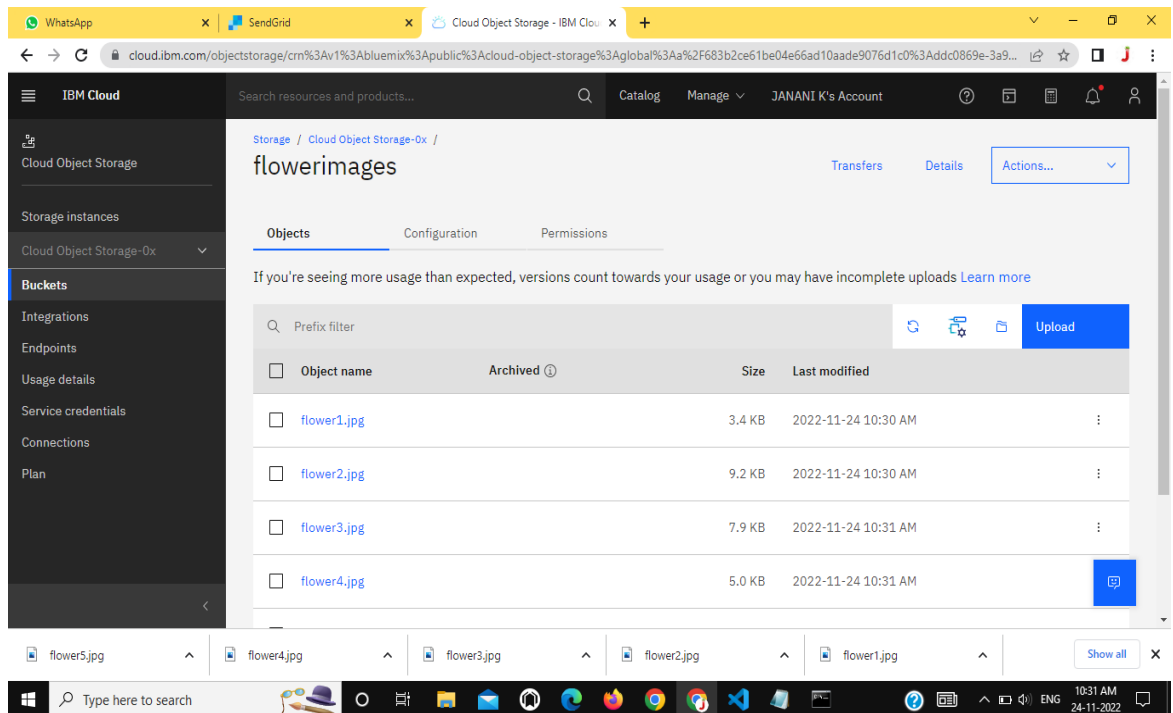 WhatsApp
SendGrid
Cloud Object Storage - IBM Clou
cloud.ibm.com/objectstorage/crn%3Av1%3Abluemix%3Apublic%3Acloud-object-storage%3Aglobal%3Aa%2F683b2ce61be04e66ad10aade9076d1c0%3Addc0869e-3a9...
IBM Cloud
Search resources and products...
Catalog
Manage
JANANI K's Account
Cloud Object Storage
Storage instances
Cloud Object Storage-0x
Buckets
Integrations
Endpoints
Usage details
Service credentials
Connections
Plan
Storage / Cloud Object Storage-0x /
flowerimages
Transfers
Details
Actions...
Objects
Configuration
Permissions
If you're seeing more usage than expected, versions count towards your usage or you may have incomplete uploads Learn more
Prefix filter
Upload
Object name Archived Size Last modified
flower1.jpg 3.4 KB 2022-11-24 10:30 AM
flower2.jpg 9.2 KB 2022-11-24 10:30 AM
flower3.jpg 7.9 KB 2022-11-24 10:31 AM
flower4.jpg 5.0 KB 2022-11-24 10:31 AM
flower5.jpg
flower4.jpg
flower3.jpg
flower2.jpg
flower1.jpg
Show all
Type here to search
ENG
10:31 AM
24-11-2022